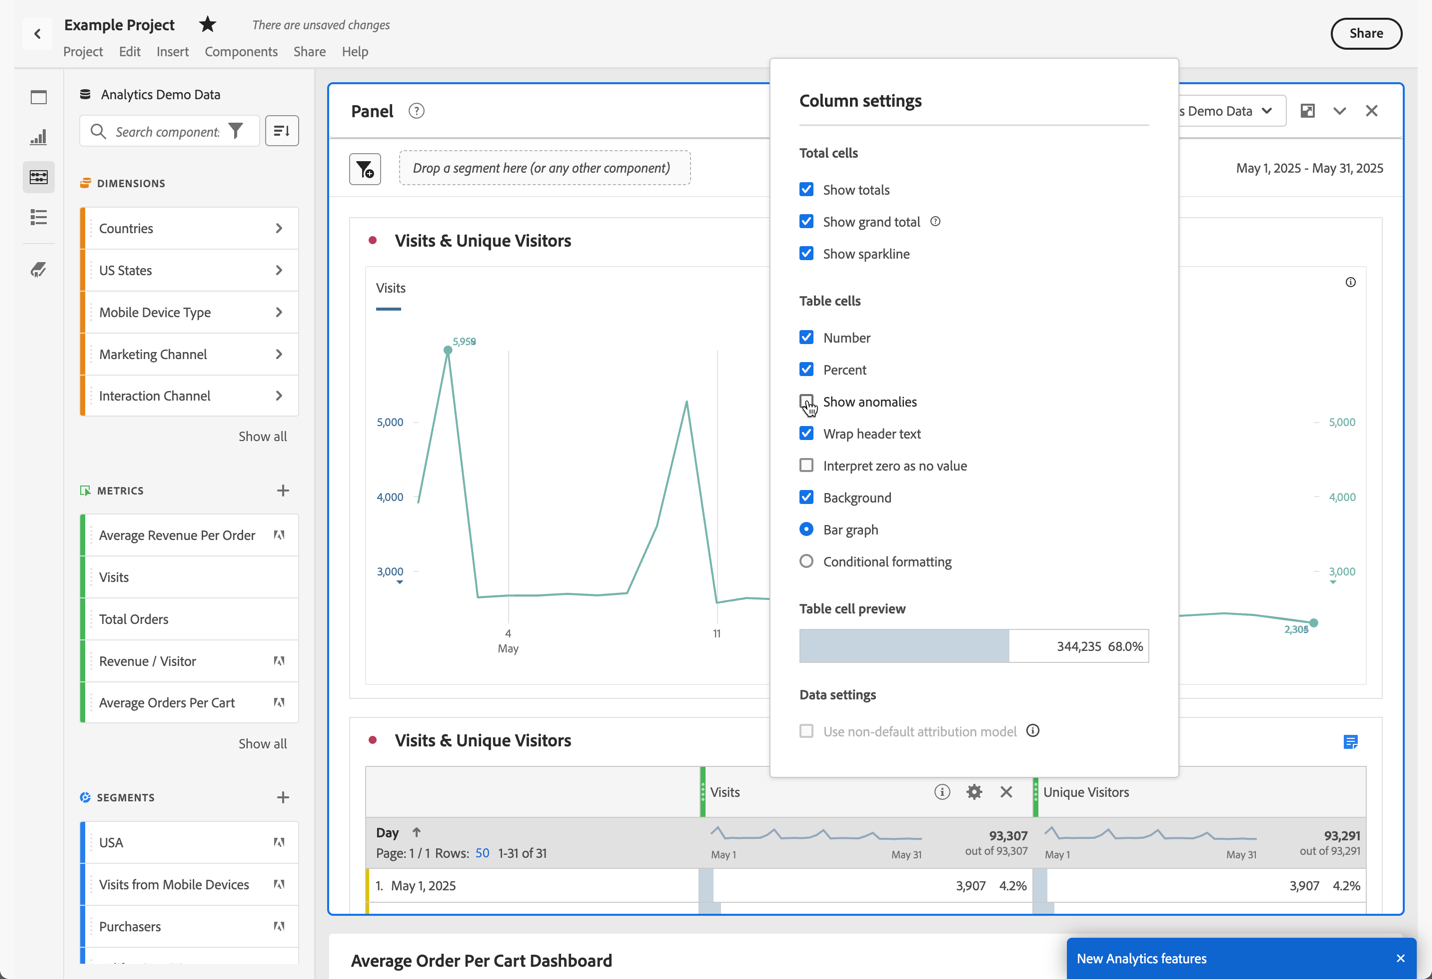 Example Project
There are unsaved changes
Share
Project Edit Insert Components Share Help
Analytics Demo Data
Search component:
DIMENSIONS
Countries
US States
Mobile Device Type
Marketing Channel
Interaction Channel
Show all
METRICS
Average Revenue Per Order
Visits
Total Orders
Revenue / Visitor
Average Orders Per Cart
Show all
SEGMENTS
USA
Visits from Mobile Devices
Purchasers
Panel
s Demo Data
Drop a segment here (or any other component)
May 1, 2025 - May 31, 2025
Visits & Unique Visitors
Visits
5,000
4,000
3,000
4
May
11
5,000
4,000
3,000
Column settings
Total cells
Show totals
Show grand total
Show sparkline
Table cells
Number
Percent
Show anomalies
Wrap header text
Interpret zero as no value
Background
Bar graph
Conditional formatting
Table cell preview
344,235 68.0%
Data settings
Use non-default attribution model
Visits & Unique Visitors
Visits
Unique Visitors
Day
Page: 1 / 1 Rows: 50 1-31 of 31
May 1
May 31
93,307
out of 93,307
May 1
May 31
93,291
out of 93,291
1. May 1, 2025
3,907 4.2%
3,907 4.2%
Average Order Per Cart Dashboard
New Analytics features